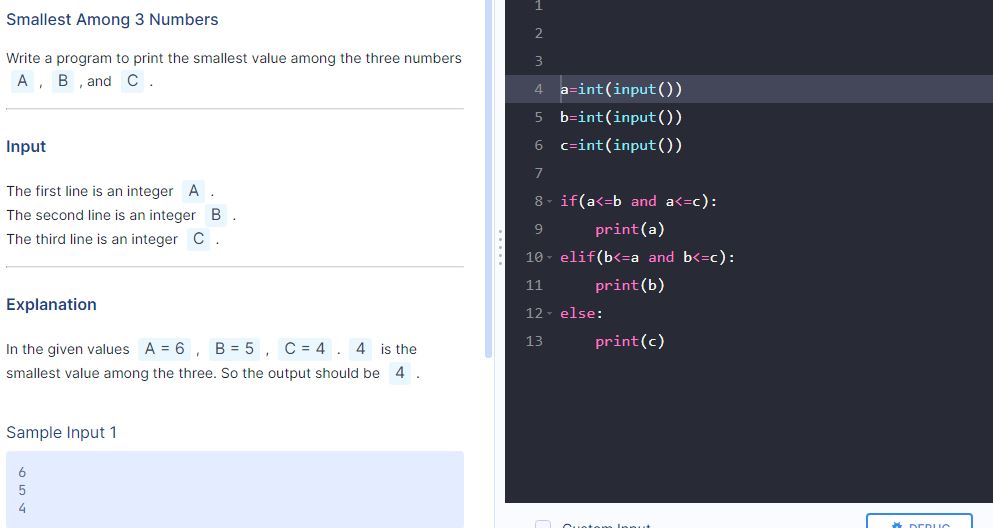 Smallest Among 3 Numbers
Write a program to print the smallest value among the three numbers
A , B , and C .
Input
The first line is an integer A .
The second line is an integer B .
The third line is an integer C .
Explanation
In the given values A = 6 , B = 5 , C = 4 . 4 is the
smallest value among the three. So the output should be 4 .
Sample Input 1
6
5
4
1
2
3
4 a=int(input())
5 b=int(input())
6 c=int(input())
7
8 if(a<=b and a<=c):
9 print(a)
10 elif(b<=a and b<=c):
11 print(b)
12 else:
13 print(c)
Custom Input
DEBUG